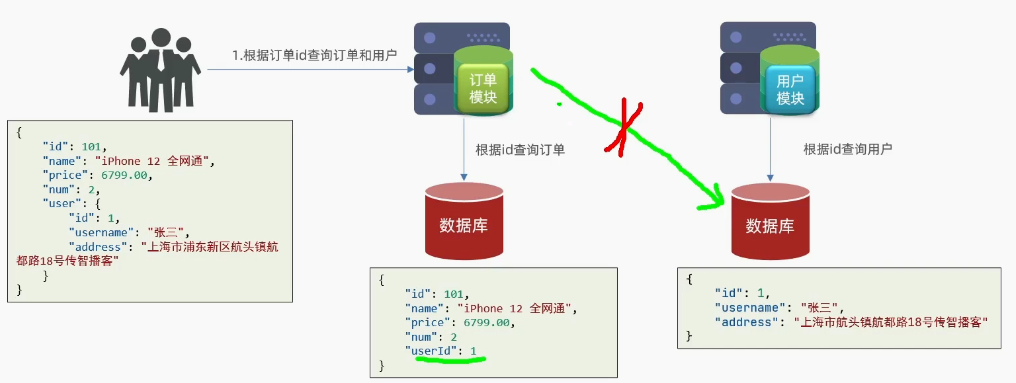 1.根据订单id查询订单和用户
订单
模块
用户
模块
根据id查询订单
根据id查询用户
数据库
数据库
{
"id": 101,
"name": "iPhone 12 全网通",
"price": 6799.00,
"num": 2,
"user": {
"id": 1,
"username": "张三",
"address": "上海市浦东新区航头镇航
都路18号传智播客"
}
}
{
"id": 101,
"name": "iPhone 12 全网通",
"price": 6799.00,
"num": 2
"userId": 1
}
{
"id": 1,
"username": "张三",
"address": "上海市航头镇航都路18号传智播客"
}